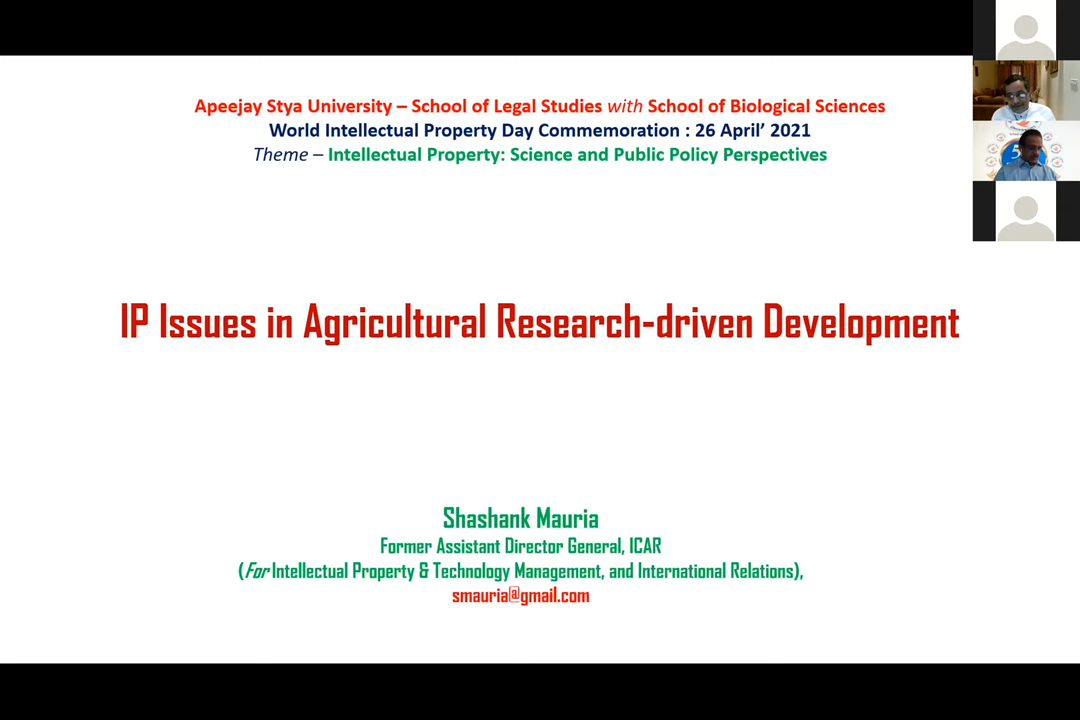 Apeejay Stya University – School of Legal Studies with School of Biological Sciences
World Intellectual Property Day Commemoration : 26 April’ 2021
Theme – Intellectual Property: Science and Public Policy Perspectives
IP Issues in Agricultural Research-driven Development
Shashank Mauria
Former Assistant Director General, ICAR
(For Intellectual Property & Technology Management, and International Relations),
smauria@gmail.com